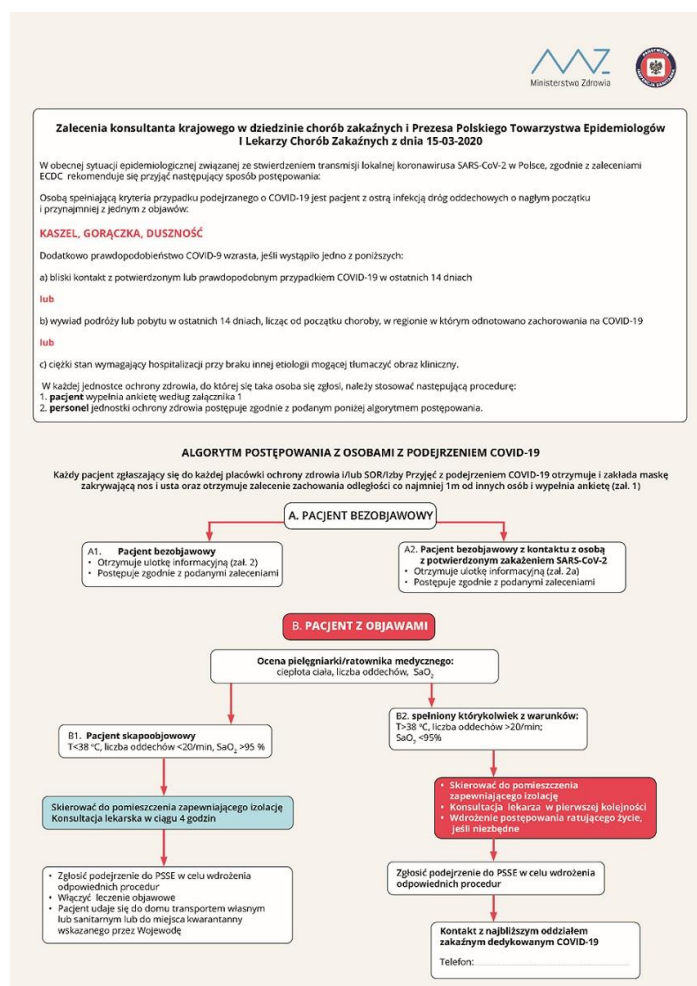 Ministerstwo Zdrowia
Zalecenia konsultanta krajowego w dziedzinie chorób zakaźnych i Prezesa Polskiego Towarzystwa Epidemiologów
I Lekarzy Chorób Zakaźnych z dnia 15-03-2020
W obecnej sytuacji epidemiologicznej związanej ze stwierdzeniem transmisji lokalnej koronawirusa SARS-CoV-2 w Polsce, zgodnie z zaleceniami
ECDC rekomenduje się przyjąć następujący sposób postępowania:
Osobą spełniającą kryteria przypadku podejrzanego o COVID-19 jest pacjent z ostrą infekcją dróg oddechowych o nagłym początku
i przynajmniej z jednym z objawów:
KASZEL, GORĄCZKA, DUSZNOŚĆ
Dodatkowo prawdopodobieństwo COVID-9 wzrasta, jeśli wystąpiło jedno z poniższych:
a) bliski kontakt z potwierdzonym lub prawdopodobnym przypadkiem COVID-19 w ostatnich 14 dniach
lub
b) wywiad podróży lub pobytu w ostatnich 14 dniach, licząc od początku choroby, w regionie w którym odnotowano zachorowania na COVID-19
lub
c) ciężki stan wymagający hospitalizacji przy braku innej etiologii mogącej tłumaczyć obraz kliniczny.
W każdej jednostce ochrony zdrowia, do której się taka osoba się zgłosi, należy stosować następującą procedurę:
1. pacjent wypełnia ankietę według załącznika 1
2. personel jednostki ochrony zdrowia postępuje zgodnie z podanym poniżej algorytmem postępowania.
ALGORYTM POSTĘPOWANIA Z OSOBAMI Z PODEJRZENIEM COVID-19
Każdy pacjent zgłaszający się do każdej placówki ochrony zdrowia i/lub SOR/Izby Przyjęć z podejrzeniem COVID-19 otrzymuje i zakłada maskę
zakrywającą nos i usta oraz otrzymuje zalecenie zachowania odległości co najmniej 1m od innych osób i wypełnia ankietę (zał. 1)
A. PACJENT BEZOBJAWOWY
A1. Pacjent bezobjawowy
• Otrzymuje ulotkę informacyjną (zał. 2)
• Postępuje zgodnie z podanymi zaleceniami
A2. Pacjent bezobjawowy z kontaktu z osobą
z potwierdzonym zakażeniem SARS-CoV-2
• Otrzymuje ulotkę informacyjną (zał. 2a)
• Postępuje zgodnie z podanymi zaleceniami
B. PACJENT Z OBJAWAMI
Ocena pielęgniarki/ratownika medycznego:
ciepłota ciała, liczba oddechów, SaO₂
B1. Pacjent skapoobjowy
T<38 °C, liczba oddechów <20/min, SaO₂ >95 %
B2. spełniony którykolwiek z warunków:
T>38 °C, liczba oddechów >20/min;
SaO₂ <95%
Skierować do pomieszczenia zapewniającego izolację
Konsultacja lekarska w ciągu 4 godzin
• Skierować do pomieszczenia
zapewniającego izolację
• Konsultacja lekarza w pierwszej kolejności
• Wdrożenie postępowania ratującego życie,
jeśli niezbędne
• Zgłosić podejrzenie do PSSE w celu wdrożenia
odpowiednich procedur
• Włączyć leczenie objawowe
• Pacjent udaje się do domu transportem własnym
lub sanitarnym lub do miejsca kwarantanny
wskazanego przez Wojewodę
Zgłosić podejrzenie do PSSE w celu wdrożenia
odpowiednich procedur
Kontakt z najbliższym oddziałem
zakaźnym dedykowanym COVID-19
Telefon: